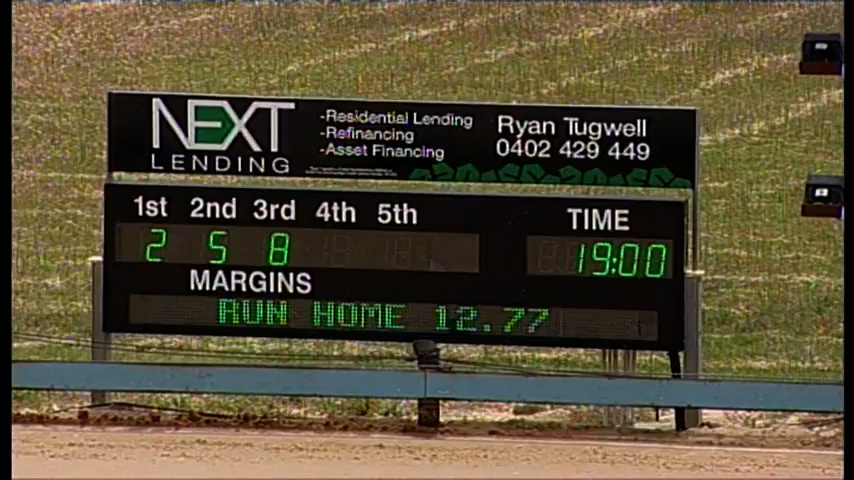 NEXT
LENDING
-Residential Lending
-Refinancing
-Asset Financing
Ryan Tugwell
0402 429 449
1st 2nd 3rd 4th 5th TIME
2 5 8 19:00
MARGINS
RUN HOME 12.77